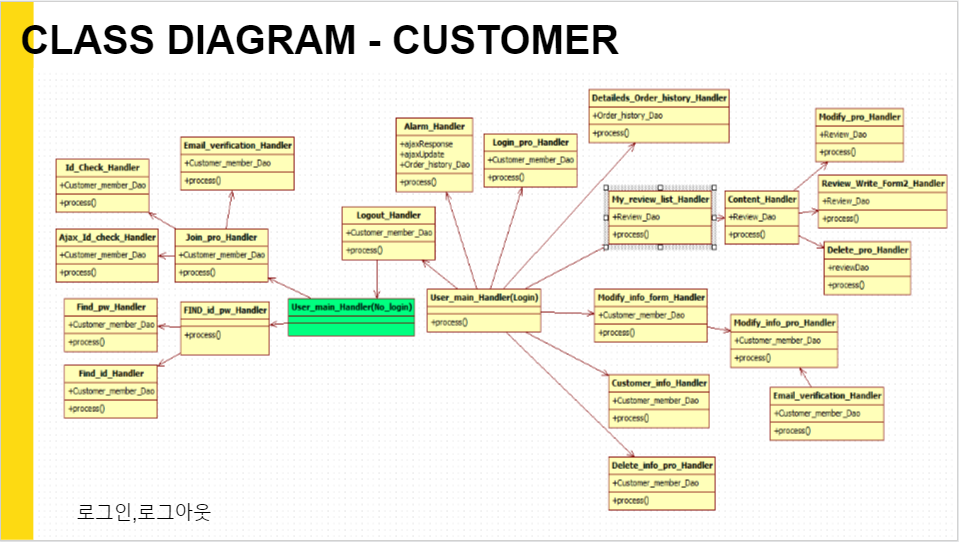 CLASS DIAGRAM - CUSTOMER
Detaileds_Order_history_Handler
+Order_history_Dao
+process()
Alarm_Handler
+ajaxResponse
+ajaxUpdate
+Order_history_Dao
+process()
Login_pro_Handler
+Customer_member_Dao
+process()
Modify_pro_Handler
+Review_Dao
+process()
Email_verification_Handler
+Customer_member_Dao
+process()
Id_Check_Handler
+Customer_member_Dao
+process()
Review_Write_Form2_Handler
+Review_Dao
+process()
My_review_list_Handler
+Review_Dao
+process()
Content_Handler
+Review_Dao
+process()
Logout_Handler
+Customer_member_Dao
+process()
Ajax_Id_check_Handler
+Customer_member_Dao
+process()
Join_pro_Handler
+Customer_member_Dao
+process()
Delete_pro_Handler
+reviewDao
+process()
Find_pw_Handler
+Customer_member_Dao
+process()
FIND_id_pw_Handler
+process()
User_main_Handler(No_login)
User_main_Handler(Login)
+process()
Modify_info_form_Handler
+Customer_member_Dao
+process()
Modify_info_pro_Handler
+Customer_member_Dao
+process()
Find_id_Handler
+Customer_member_Dao
+process()
Customer_info_Handler
+Customer_member_Dao
+process()
Email_verification_Handler
+Customer_member_Dao
+process()
Delete_info_pro_Handler
+Customer_member_Dao
+process()
로그인,로그아웃